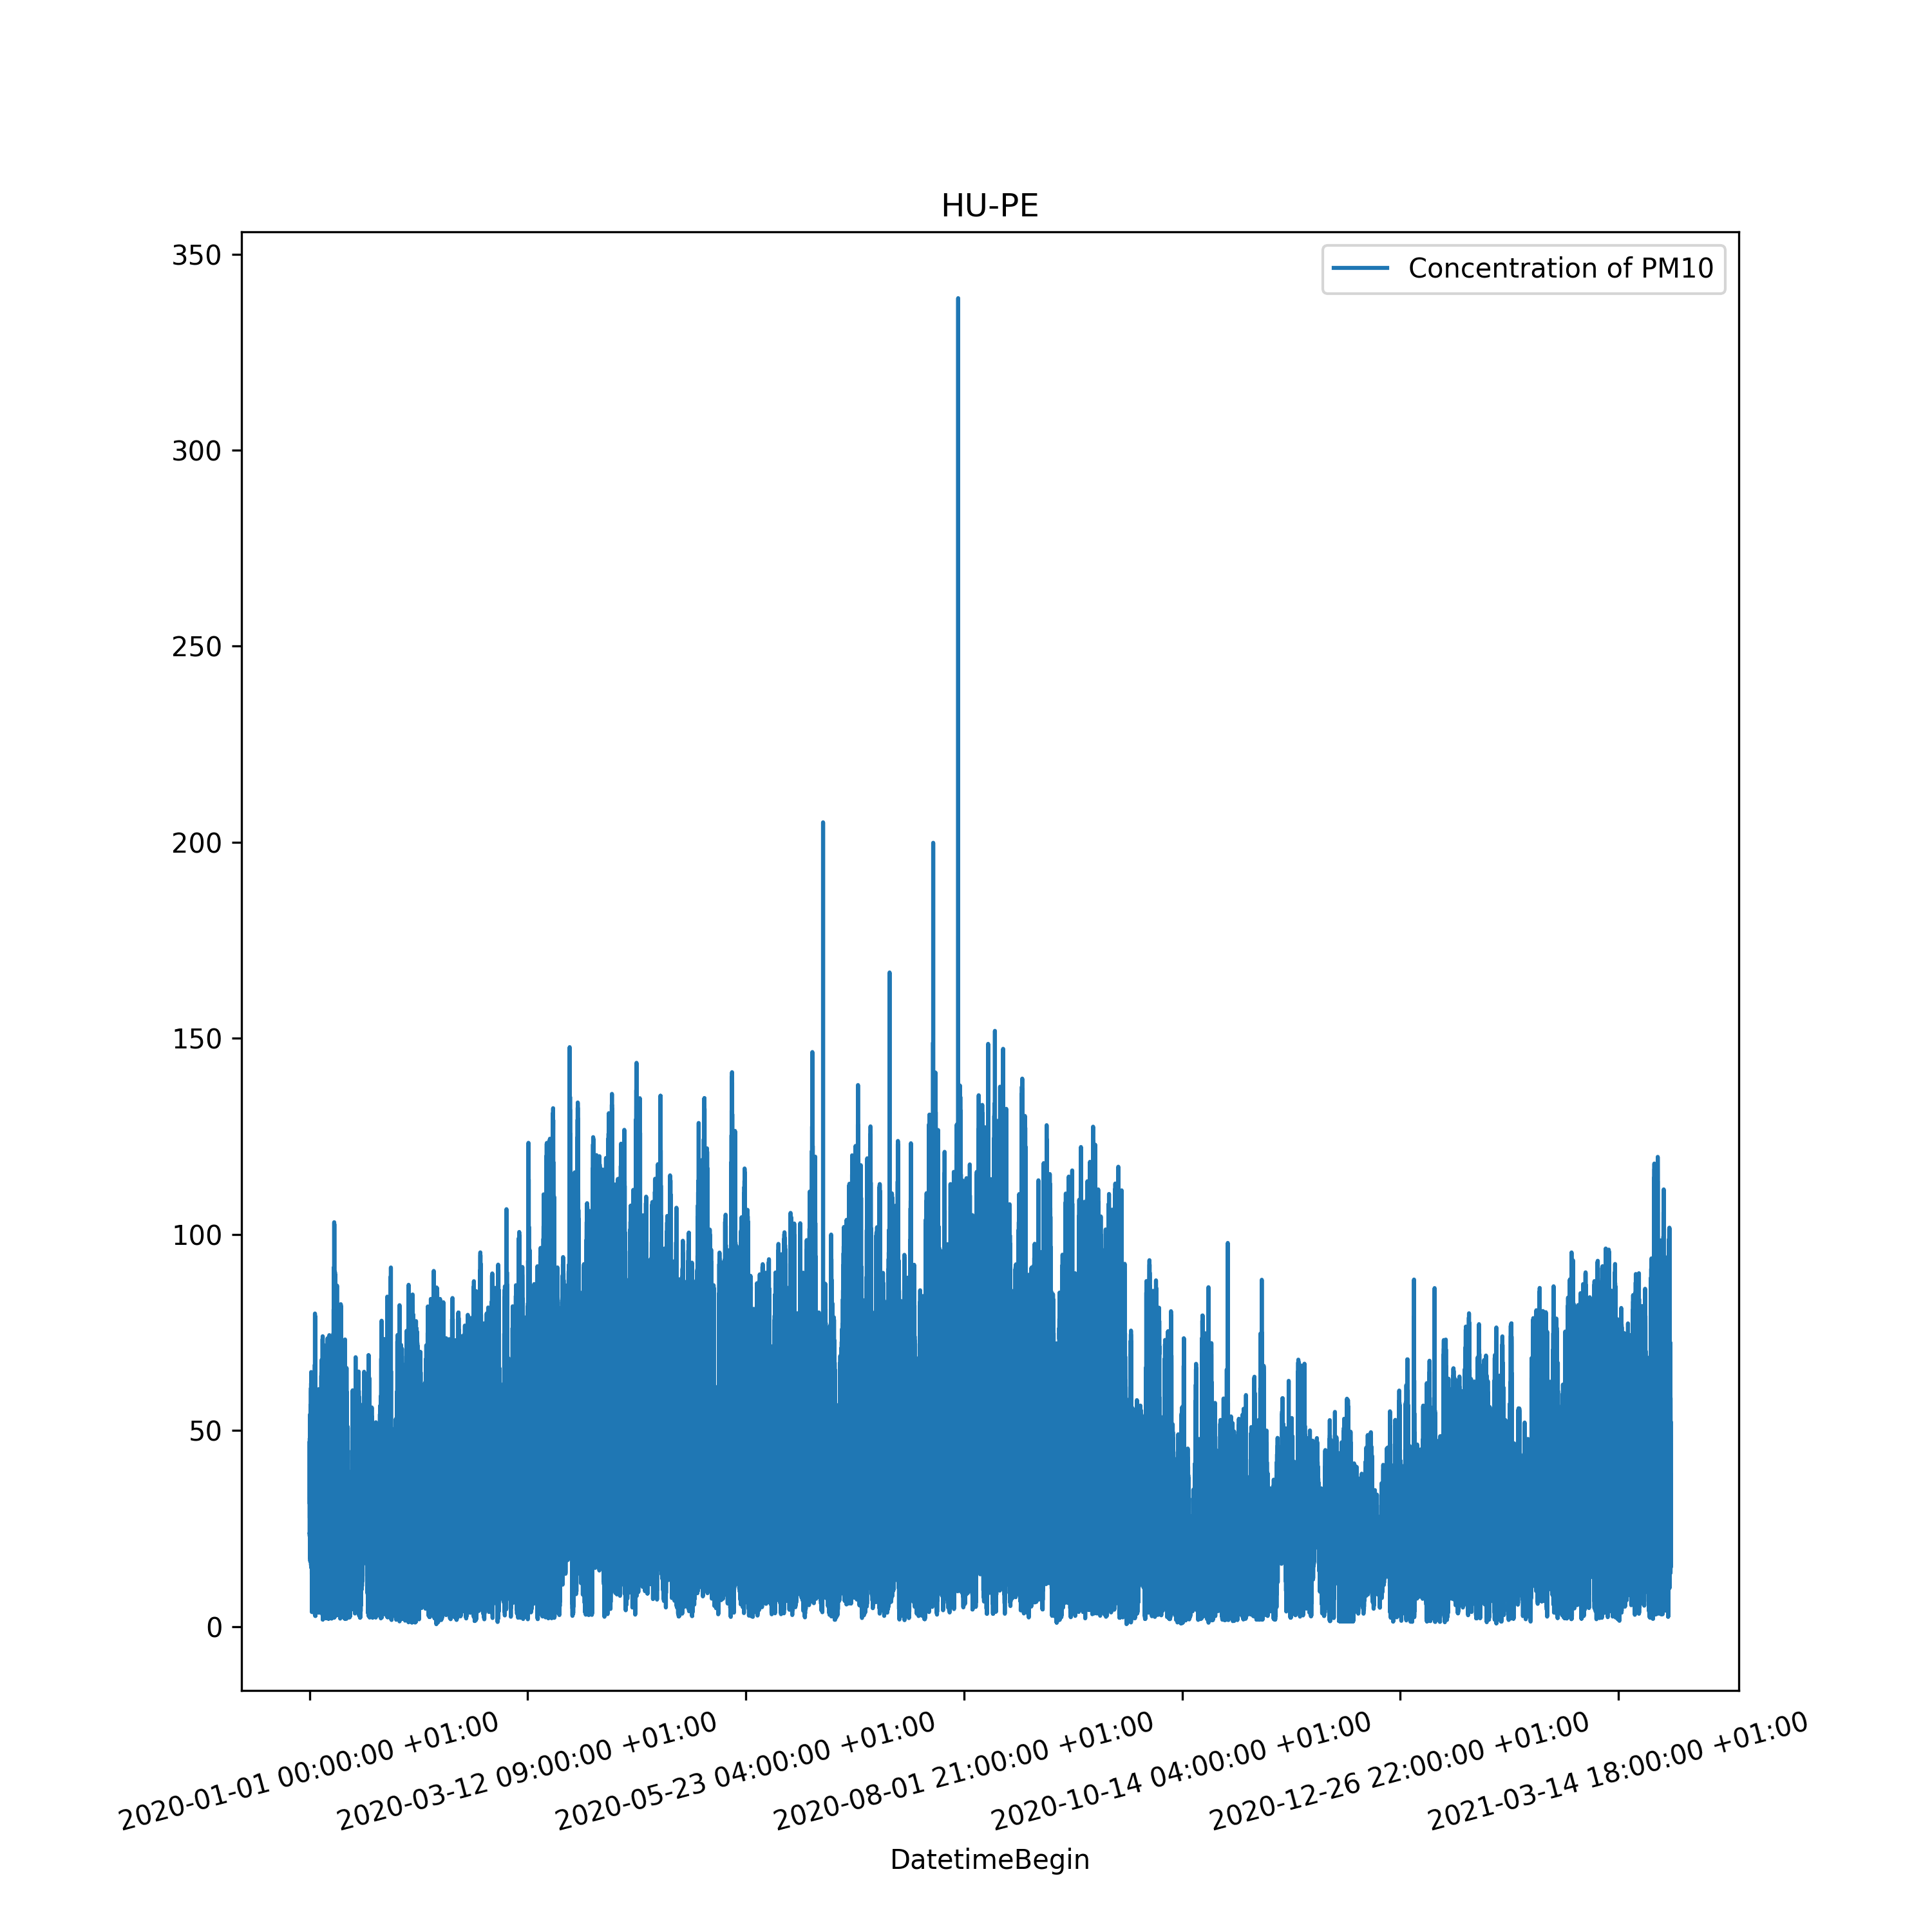 HU-PE
Concentration of PM10
350
300
250
200
150
100
50
0
2020-01-01 00:00:00 +01:00
2020-03-12 09:00:00 +01:00
2020-05-23 04:00:00 +01:00
2020-08-01 21:00:00 +01:00
2020-10-14 04:00:00 +01:00
2020-12-26 22:00:00 +01:00
2021-03-14 18:00:00 +01:00
DatetimeBegin